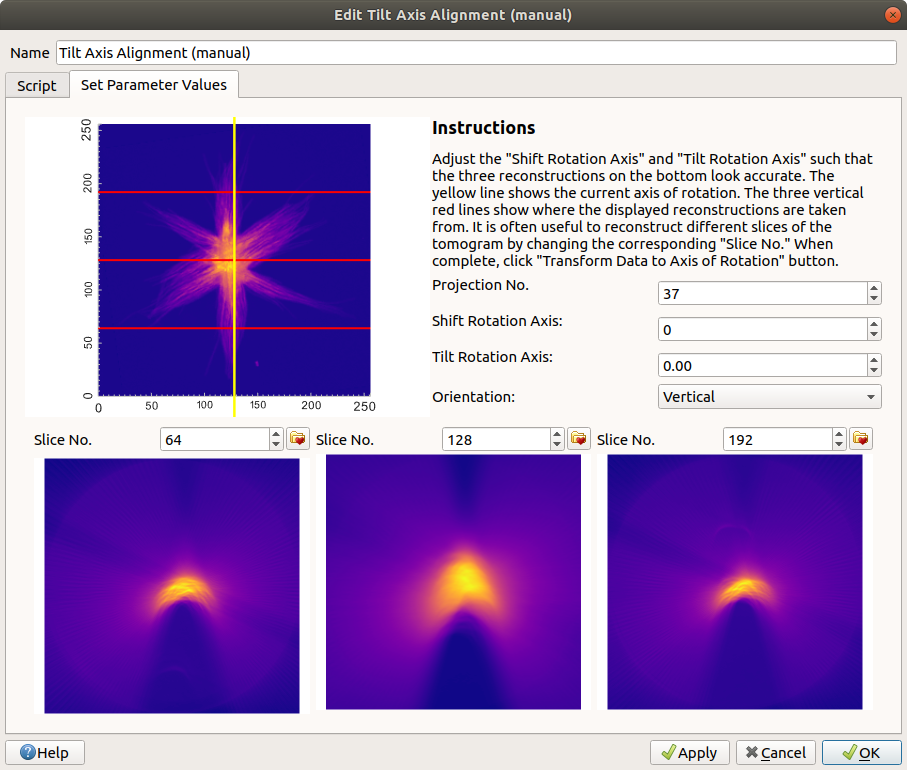 Edit Tilt Axis Alignment (manual)
Name Tilt Axis Alignment (manual)
Script Set Parameter Values
250
200
150
100
50
0
0 50 100 150 200 250
Instructions
Adjust the "Shift Rotation Axis" and "Tilt Rotation Axis" such that
the three reconstructions on the bottom look accurate. The
yellow line shows the current axis of rotation. The three vertical
red lines show where the displayed reconstructions are taken
from. It is often useful to reconstruct different slices of the
tomogram by changing the corresponding "Slice No." When
complete, click "Transform Data to Axis of Rotation" button.
Projection No. 37
Shift Rotation Axis: 0
Tilt Rotation Axis: 0.00
Orientation: Vertical
Slice No. 64 Slice No. 128 Slice No. 192
Help Apply Cancel OK